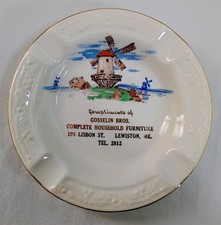 Compliments of
GOSSELIN BROS.
COMPLETE HOUSEHOLD FURNITURE
LISBON ST. LEWISTON, ME.
TEL. 2812